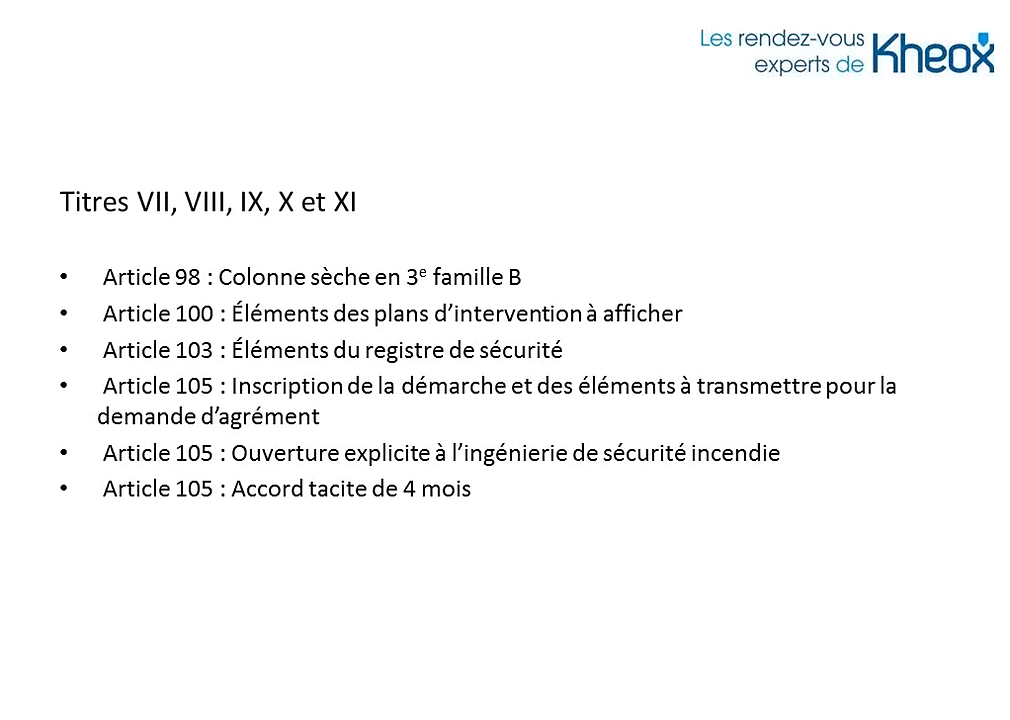 Les rendez-vous
experts de Kheox
Titres VII, VIII, IX, X et XI
• Article 98 : Colonne sèche en 3e famille B
• Article 100 : Éléments des plans d’intervention à afficher
• Article 103 : Éléments du registre de sécurité
• Article 105 : Inscription de la démarche et des éléments à transmettre pour la
demande d’agrément
• Article 105 : Ouverture explicite à l’ingénierie de sécurité incendie
• Article 105 : Accord tacite de 4 mois